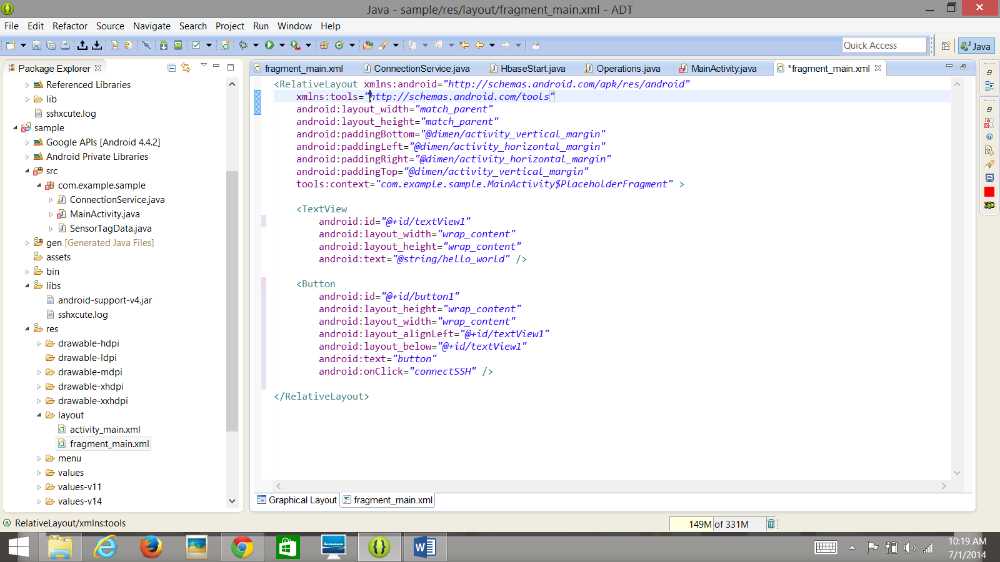 Java - sample/res/layout/fragment_main.xml - ADT
File Edit Refactor Source Navigate Search Project Run Window Help
Quick Access
Java
Package Explorer
fragment_main.xml
ConnectionService.java
HbaseStart.java
Operations.java
MainActivity.java
*fragment_main.xml
Referenced Libraries
lib
sshxcute.log
sample
Google APIs [Android 4.4.2]
Android Private Libraries
src
com.example.sample
ConnectionService.java
MainActivity.java
SensorTagData.java
gen [Generated Java Files]
assets
bin
libs
android-support-v4.jar
sshxcute.log
res
drawable-hdpi
drawable-ldpi
drawable-mdpi
drawable-xhdpi
drawable-xxhdpi
layout
activity_main.xml
fragment_main.xml
menu
values
values-v11
values-v14
<RelativeLayout xmlns:android="http://schemas.android.com/apk/res/android"
xmlns:tools="http://schemas.android.com/tools"
android:layout_width="match_parent"
android:layout_height="match_parent"
android:paddingBottom="@dimen/activity_vertical_margin"
android:paddingLeft="@dimen/activity_horizontal_margin"
android:paddingRight="@dimen/activity_horizontal_margin"
android:paddingTop="@dimen/activity_vertical_margin"
tools:context="com.example.sample.MainActivity$PlaceholderFragment" >
<TextView
android:id="@+id/textView1"
android:layout_width="wrap_content"
android:layout_height="wrap_content"
android:text="@string/hello_world" />
<Button
android:id="@+id/button1"
android:layout_height="wrap_content"
android:layout_width="wrap_content"
android:layout_alignLeft="@+id/textView1"
android:layout_below="@+id/textView1"
android:text="button"
android:onClick="connectSSH" />
</RelativeLayout>
Graphical Layout
fragment_main.xml
RelativeLayout/xmlns:tools
149M of 331M
lenovo
10:19 AM
7/1/2014